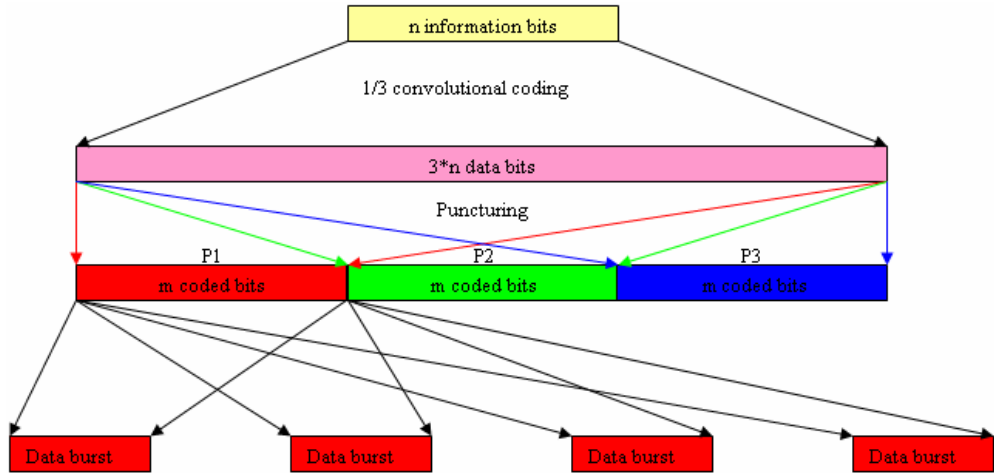 n information bits
1/3 convolutional coding
3*n data bits
Puncturing
P1 P2 P3
m coded bits m coded bits m coded bits
Data burst Data burst Data burst Data burst